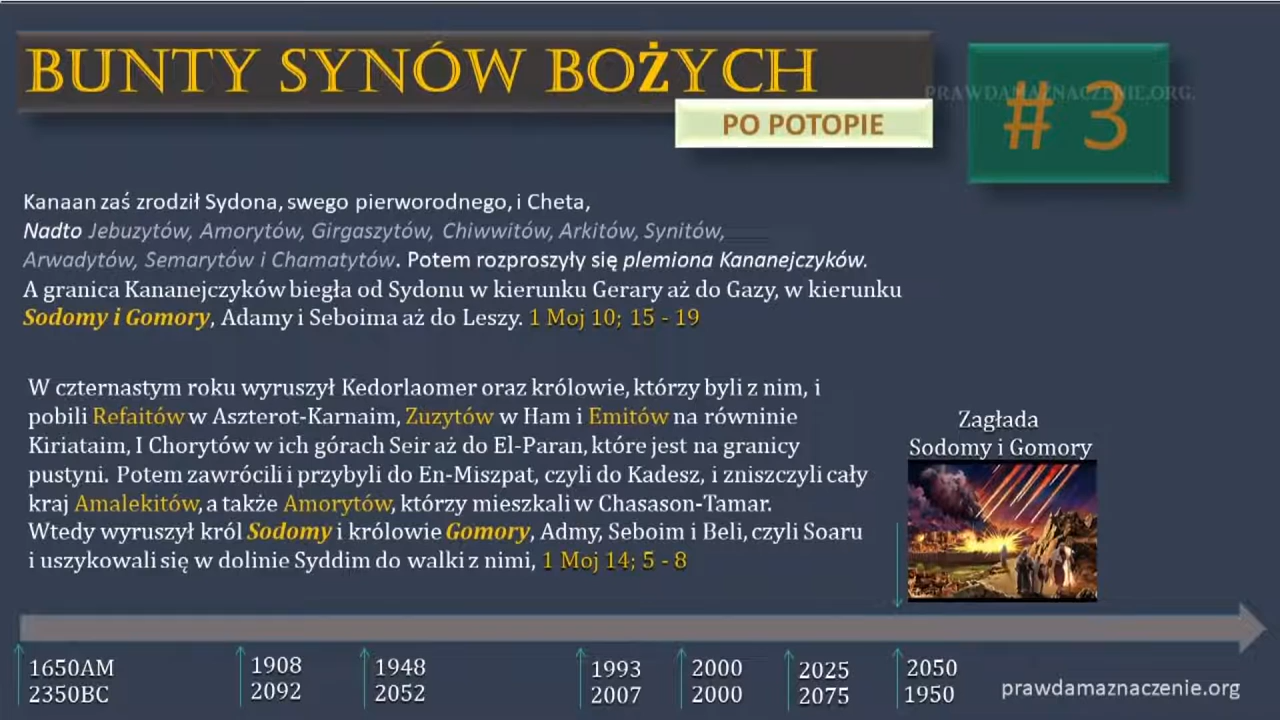 BUNTY SYNÓW BOŻYCH
PO POTOPIE
PRAWDAMAZNACZENIE.ORG.
# 3
Kanaan zaś zrodził Sydona, swego pierworodnego, i Cheta,
Nadto Jebuzytów, Amorytów, Girgaszytów, Chiwwitów, Arkitów, Synitów,
Arwadytów, Semarytów i Chamatytów. Potem rozproszyły się plemiona Kananejczyków.
A granica Kananejczyków biegła od Sydonu w kierunku Gerary aż do Gazy, w kierunku
Sodomy i Gomory, Adamy i Seboima aż do Leszy. 1 Moj 10; 15 - 19
W czternastym roku wyruszył Kedorlaomer oraz królowie, którzy byli z nim, i
pobili Refaitów w Aszterot-Karnaim, Zuzytów w Ham i Emitów na równinie
Kiriataim, I Chorytów w ich górach Seir aż do El-Paran, które jest na granicy
pustyni. Potem zawrócili i przybyli do En-Miszpat, czyli do Kadesz, i zniszczyli cały
kraj Amalekitów, a także Amorytów, którzy mieszkali w Chasason-Tamar.
Wtedy wyruszył król Sodomy i królowie Gomory, Admy, Seboim i Beli, czyli Soaru
i uszykowali się w dolinie Syddim do walki z nimi, 1 Moj 14; 5 - 8
Zagłada
Sodomy i Gomory
1650AM 1908 1948 1993 2000 2025 2050
2350BC 2092 2052 2007 2000 2075 1950
prawdamaznaczenie.org